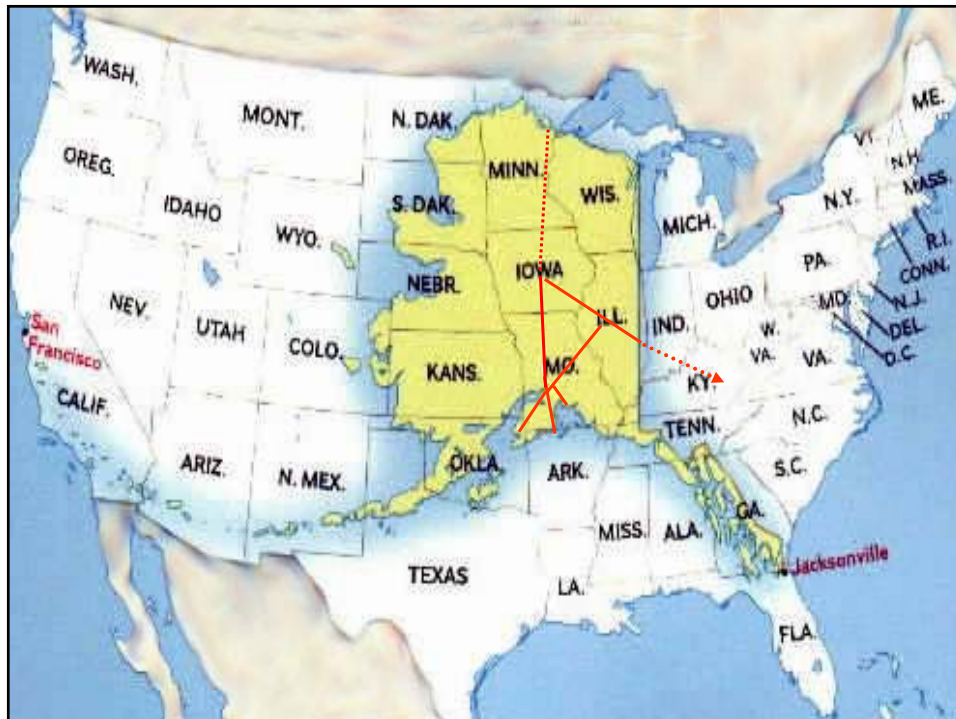 WASH.
MONT.
N. DAK.
MINN.
ME.
VT.
N.H.
OREG.
IDAHO
WYO.
S. DAK.
WIS.
MICH.
N.Y.
MASS.
R.I.
CONN.
NEV.
UTAH
COLO.
NEBR.
IOWA
ILL.
IND.
OHIO
PA.
N.J.
MD.
DEL.
D.C.
San
Francisco
CALIF.
KANS.
MO.
KY.
W.
VA.
VA.
ARIZ.
N. MEX.
OKLA.
ARK.
TENN.
N.C.
S.C.
TEXAS
LA.
MISS.
ALA.
GA.
Jacksonville
FLA.